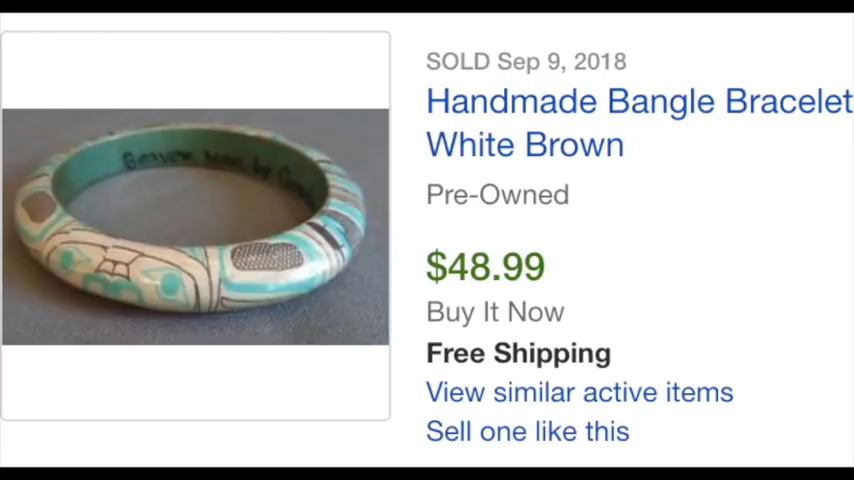 SOLD Sep 9, 2018
Handmade Bangle Bracelet
White Brown
Pre-Owned
$48.99
Buy It Now
Free Shipping
View similar active items
Sell one like this
by